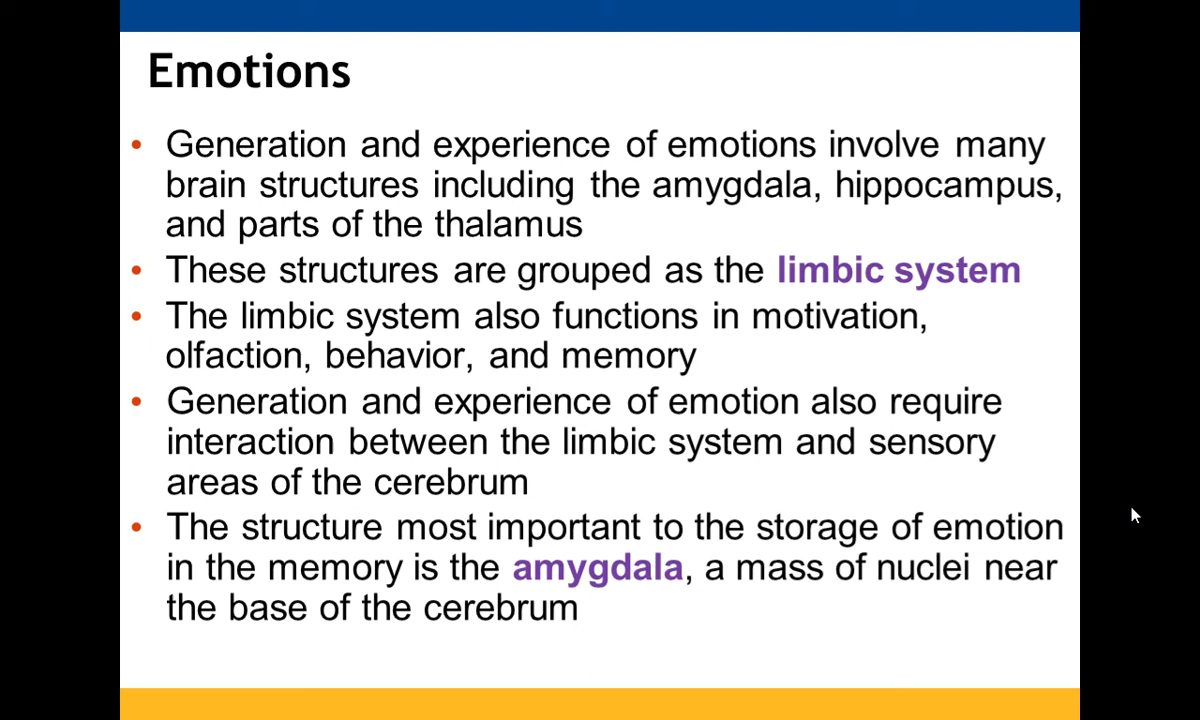 Emotions
• Generation and experience of emotions involve many
brain structures including the amygdala, hippocampus,
and parts of the thalamus
• These structures are grouped as the limbic system
• The limbic system also functions in motivation,
olfaction, behavior, and memory
• Generation and experience of emotion also require
interaction between the limbic system and sensory
areas of the cerebrum
• The structure most important to the storage of emotion
in the memory is the amygdala, a mass of nuclei near
the base of the cerebrum